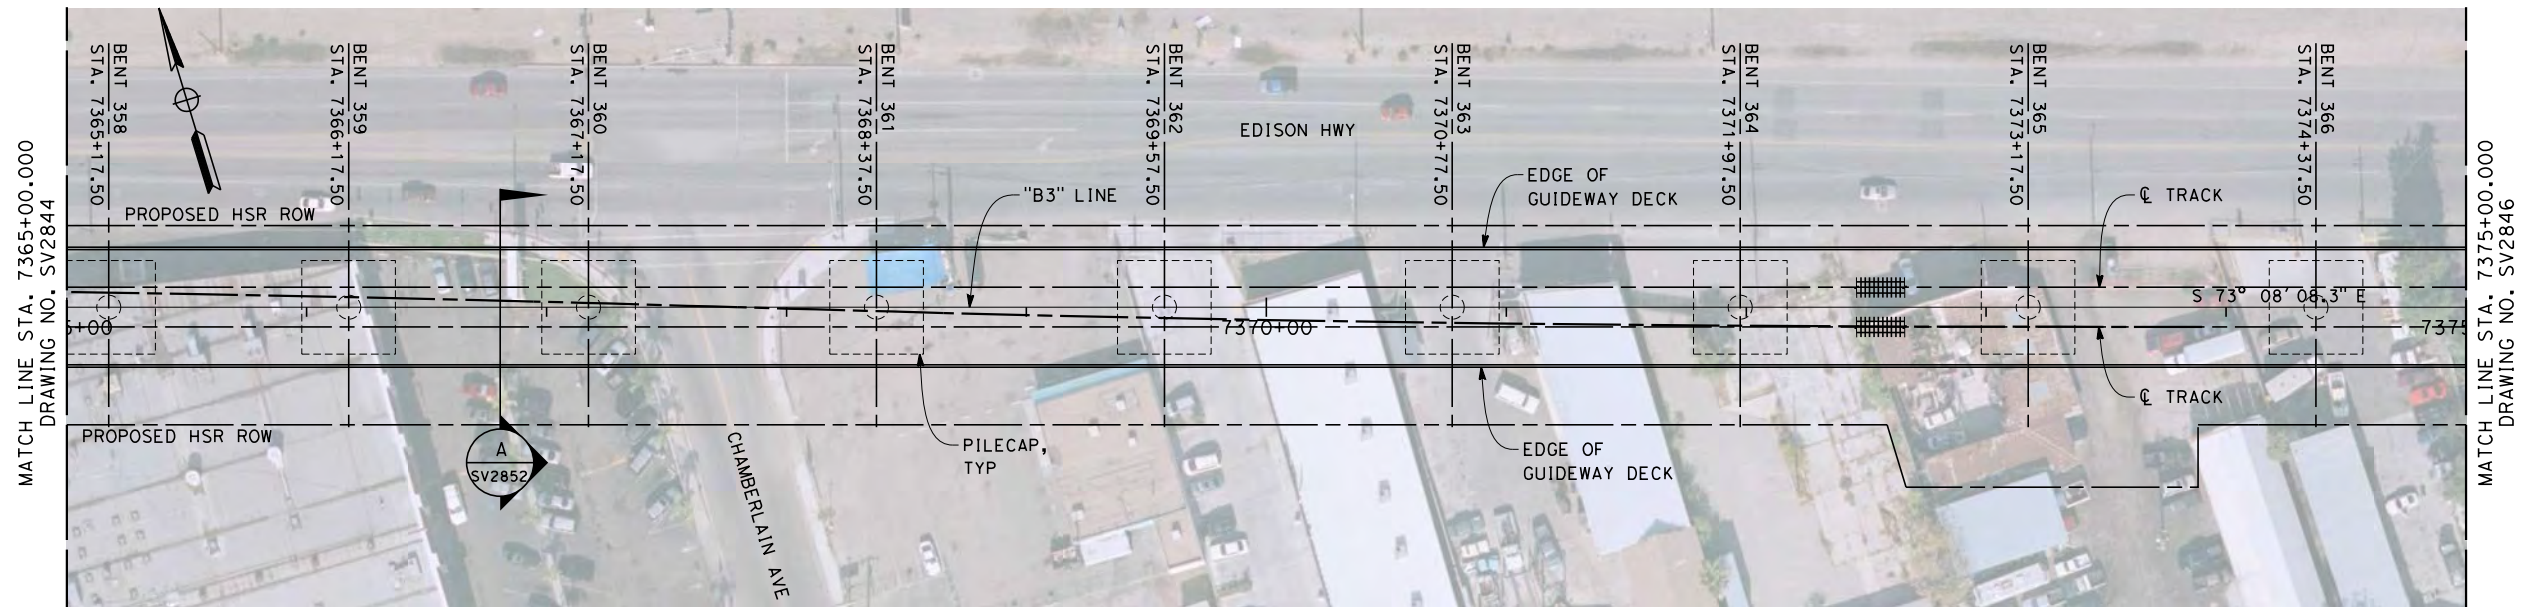 MATCH LINE STA. 7365+00.000
DRAWING NO. SV2844
BENT 358
STA. 7365+17.50
BENT 359
STA. 7366+17.50
BENT 360
STA. 7367+17.50
BENT 361
STA. 7368+37.50
BENT 362
STA. 7369+57.50
BENT 363
STA. 7370+77.50
BENT 364
STA. 7371+97.50
BENT 365
STA. 7373+17.50
BENT 366
STA. 7374+37.50
EDISON HWY
PROPOSED HSR ROW
"B3" LINE
EDGE OF
GUIDEWAY DECK
℄ TRACK
S 73° 08' 08.3" E
5+00
7370+00
7375
℄ TRACK
PROPOSED HSR ROW
A
SV2852
CHAMBERLAIN AVE
PILECAP,
TYP
EDGE OF
GUIDEWAY DECK
MATCH LINE STA. 7375+00.000
DRAWING NO. SV2846